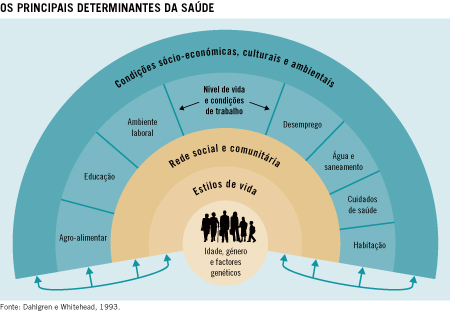 OS PRINCIPAIS DETERMINANTES DA SAÚDE
Condições sócio-económicas, culturais e ambientais
Nível de vida
e condições
de trabalho
Ambiente
laboral
Desemprego
Educação
Água e
saneamento
Agro-alimentar
Cuidados
de saúde
Habitação
Rede social e comunitária
Estilos de vida
Idade, género
e factores
genéticos
Fonte: Dahlgren e Whitehead, 1993.